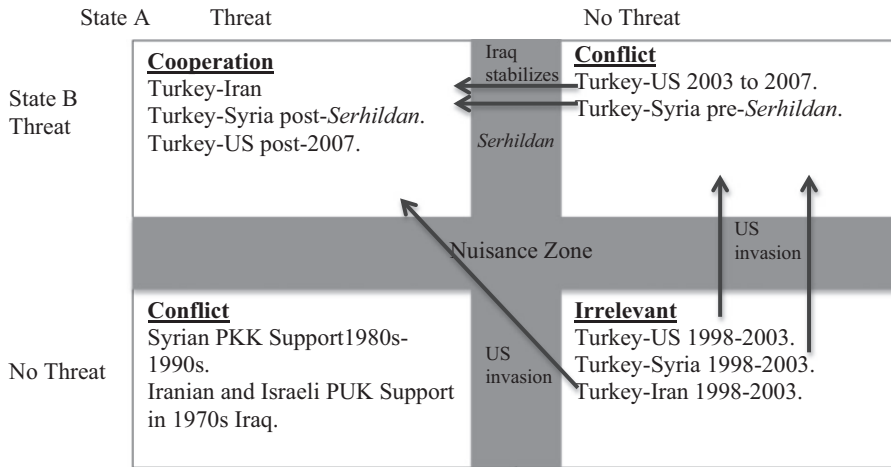 State A Threat No Threat
State B
Threat
Cooperation
Turkey-Iran
Turkey-Syria post-Serhildan.
Turkey-US post-2007.
Iraq
stabilizes
Serhildan
Conflict
Turkey-US 2003 to 2007.
Turkey-Syria pre-Serhildan.
Nuisance Zone
US
invasion
No Threat
Conflict
Syrian PKK Support1980s-
1990s.
Iranian and Israeli PUK Support
in 1970s Iraq.
US
invasion
Irrelevant
Turkey-US 1998-2003.
Turkey-Syria 1998-2003.
Turkey-Iran 1998-2003.